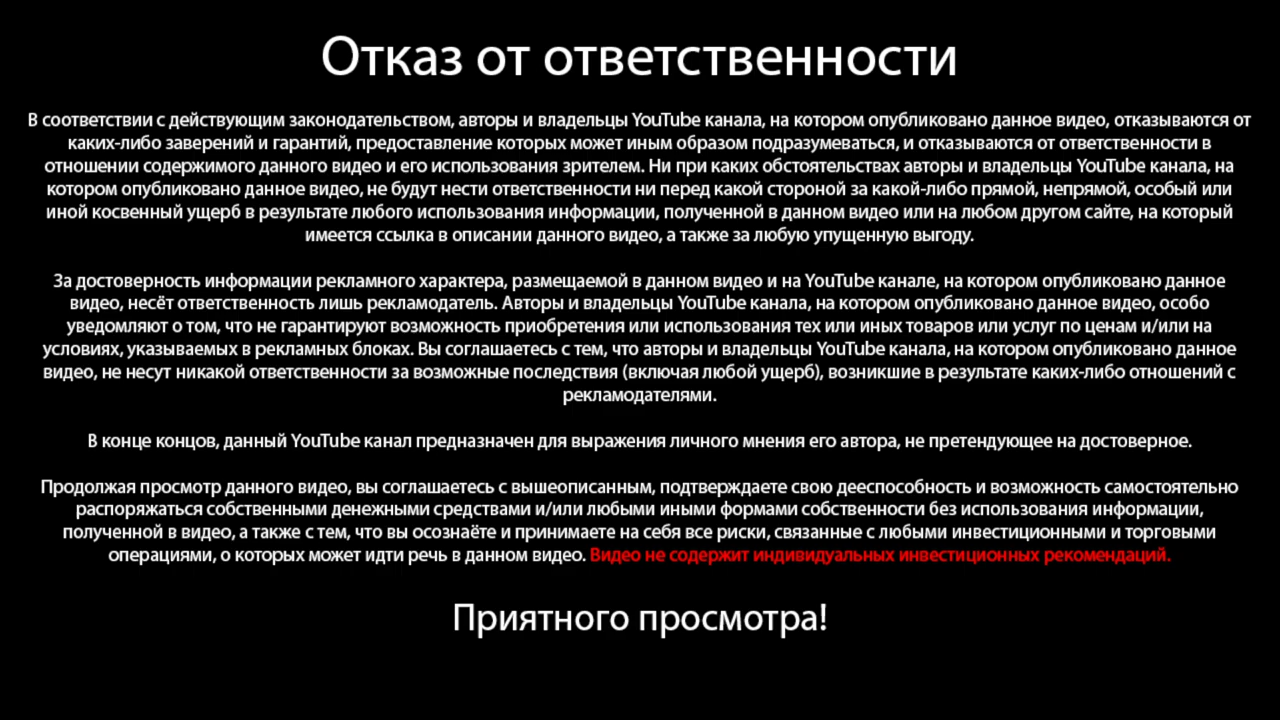 Отказ от ответственности
В соответствии с действующим законодательством, авторы и владельцы YouTube канала, на котором опубликовано данное видео, отказываются от
каких-либо заверений и гарантий, предоставление которых может иным образом подразумеваться, и отказываются от ответственности в
отношении содержимого данного видео и его использования зрителем. Ни при каких обстоятельствах авторы и владельцы YouTube канала, на
котором опубликовано данное видео, не будут нести ответственности ни перед какой стороной за какой-либо прямой, непрямой, особый или
иной косвенный ущерб в результате любого использования информации, полученной в данном видео или на любом другом сайте, на который
имеется ссылка в описании данного видео, а также за любую упущенную выгоду.
За достоверность информации рекламного характера, размещаемой в данном видео и на YouTube канале, на котором опубликовано данное
видео, несёт ответственность лишь рекламодатель. Авторы и владельцы YouTube канала, на котором опубликовано данное видео, особо
уведомляют о том, что не гарантируют возможность приобретения или использования тех или иных товаров или услуг по ценам и/или на
условиях, указываемых в рекламных блоках. Вы соглашаетесь с тем, что авторы и владельцы YouTube канала, на котором опубликовано данное
видео, не несут никакой ответственности за возможные последствия (включая любой ущерб), возникшие в результате каких-либо отношений с
рекламодателями.
В конце концов, данный YouTube канал предназначен для выражения личного мнения его автора, не претендующее на достоверное.
Продолжая просмотр данного видео, вы соглашаетесь с вышеописанным, подтверждаете свою дееспособность и возможность самостоятельно
распоряжаться собственными денежными средствами и/или любыми иными формами собственности без использования информации,
полученной в видео, а также с тем, что вы осознаёте и принимаете на себя все риски, связанные с любыми инвестиционными и торговыми
операциями, о которых может идти речь в данном видео. Видео не содержит индивидуальных инвестиционных рекомендаций.
Приятного просмотра!